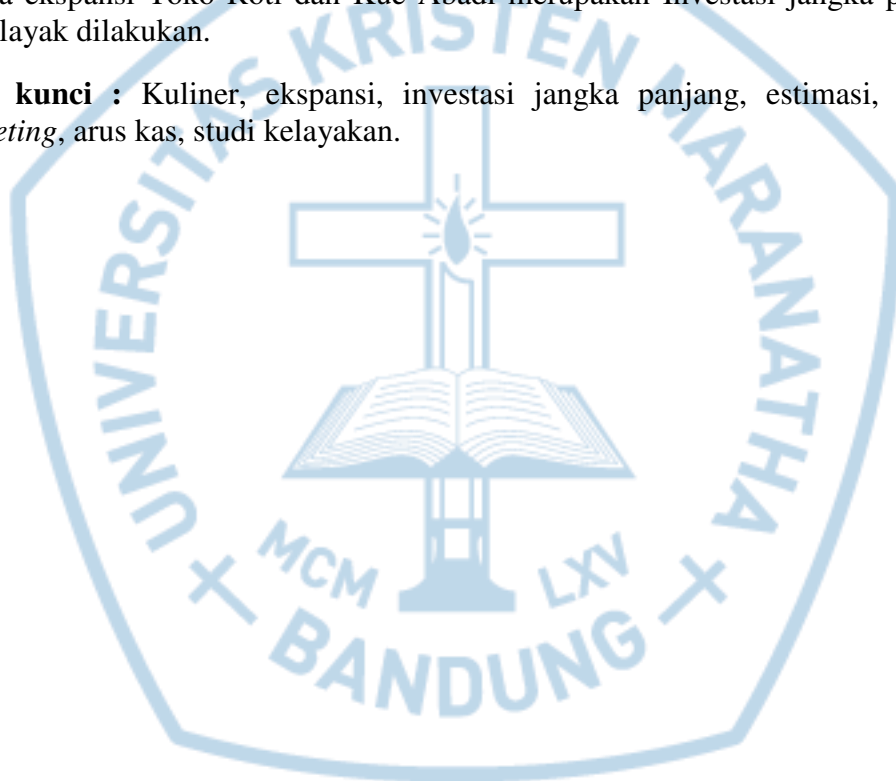 ekspansi Toko Roti dan Kue Abadi merupakan Investasi jangka
layak dilakukan.
kunci : Kuliner, ekspansi, investasi jangka panjang, estimasi,
arus kas, studi kelayakan.
UNIVERSITAS KRISTEN MARANATHA
MCM LXV
BANDUNG